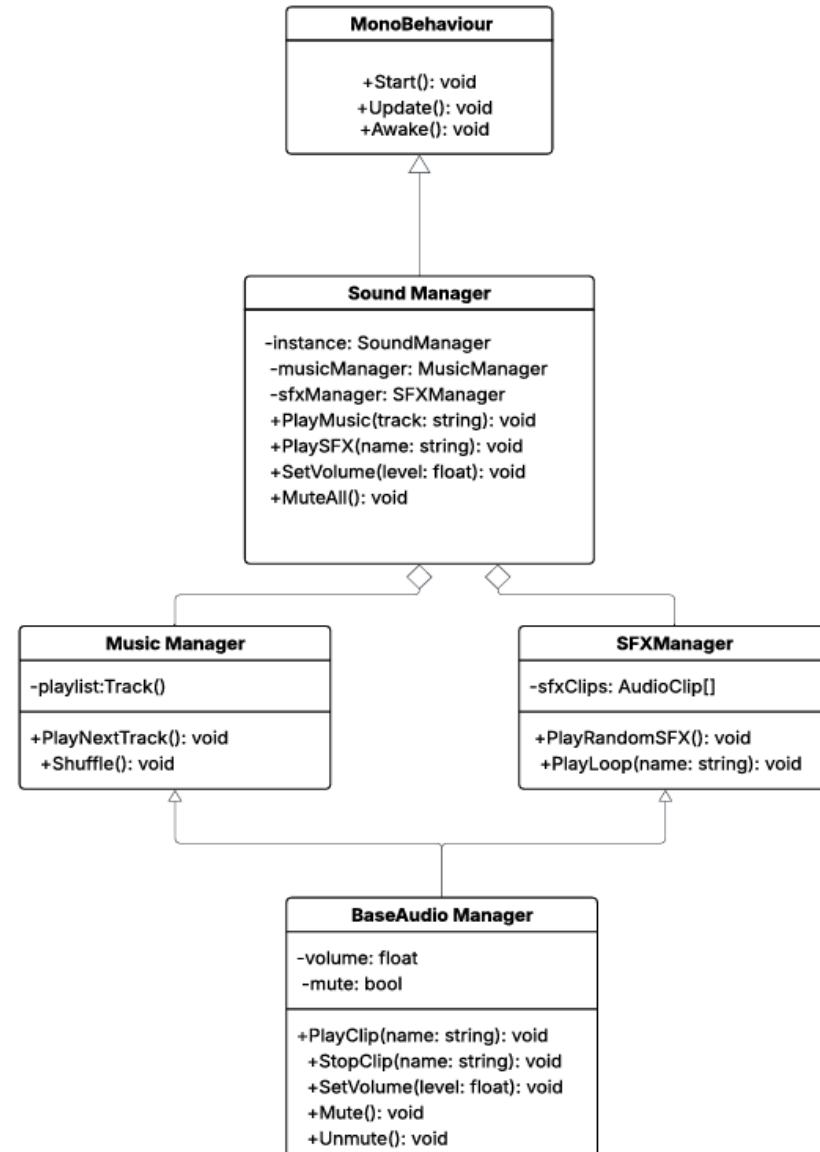 MonoBehaviour
+Start(): void
+Update(): void
+Awake(): void
Sound Manager
-instance: SoundManager
-musicManager: MusicManager
-sfxManager: SFXManager
+PlayMusic(track: string): void
+PlaySFX(name: string): void
+SetVolume(level: float): void
+MuteAll(): void
Music Manager
-playlist:Track()
+PlayNextTrack(): void
+Shuffle(): void
SFXManager
-sfxClips: AudioClip[]
+PlayRandomSFX(): void
+PlayLoop(name: string): void
BaseAudio Manager
-volume: float
-mute: bool
+PlayClip(name: string): void
+StopClip(name: string): void
+SetVolume(level: float): void
+Mute(): void
+Unmute(): void